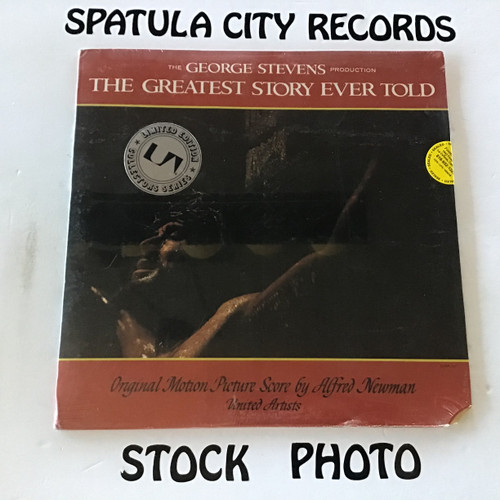 SPATULA CITY RECORDS
THE GEORGE STEVENS PRODUCTION
THE GREATEST STORY EVER TOLD
LIMITED EDITION
COLLECTORS SERIES
Original Motion Picture Score by Alfred Newman
United Artists
STOCK PHOTO